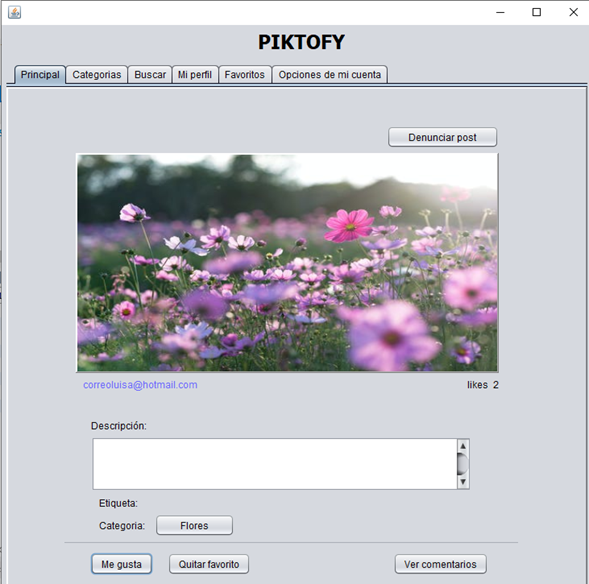 PIKTOFY
Principal Categorias Buscar Mi perfil Favoritos Opciones de mi cuenta
Denunciar post
correoluisa@hotmail.com likes 2
Descripción:
Etiqueta:
Categoria: Flores
Me gusta Quitar favorito Ver comentarios